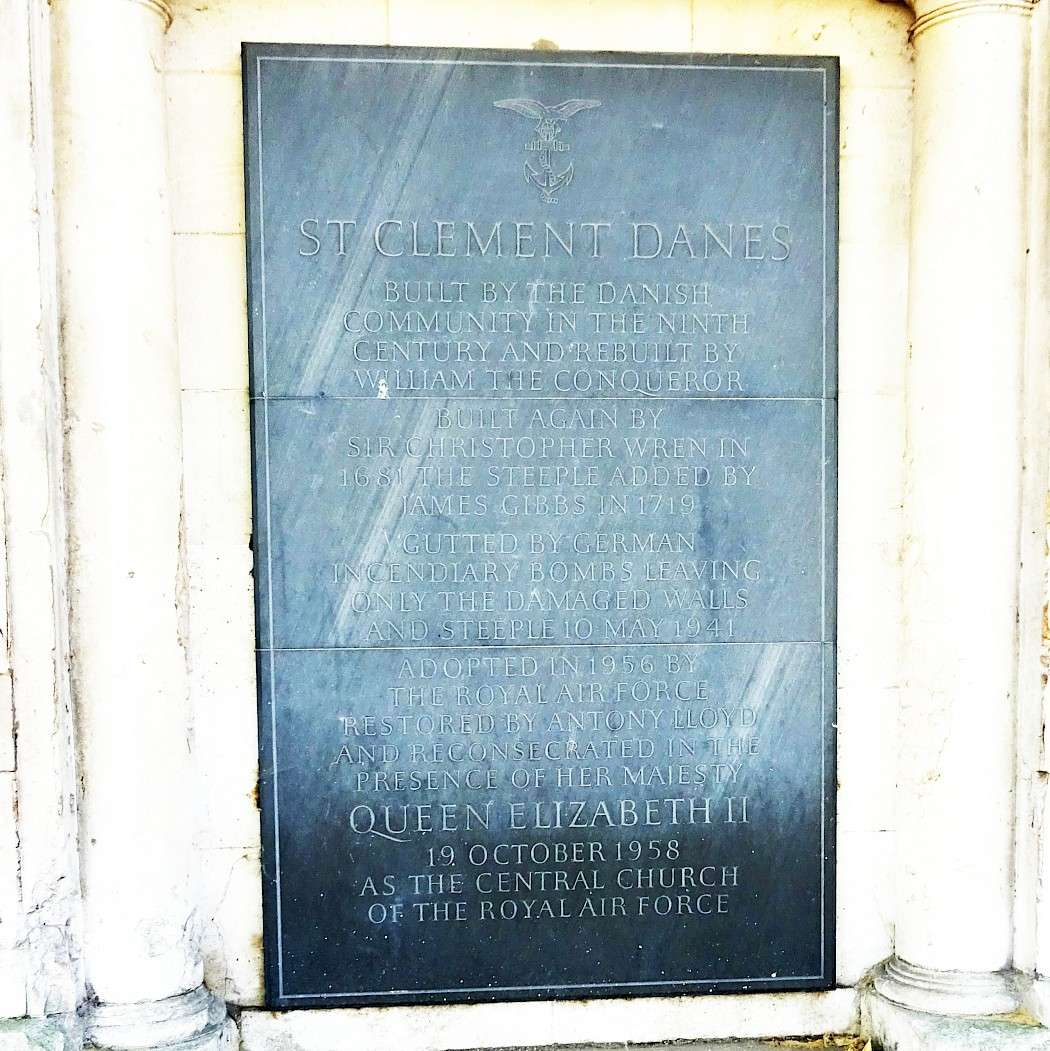 ST CLEMENT DANES
BUILT BY THE DANISH
COMMUNITY IN THE NINTH
CENTURY AND REBUILT BY
WILLIAM THE CONQUEROR
BUILT AGAIN BY
SIR CHRISTOPHER WREN IN
1681 THE STEEPLE ADDED BY
JAMES GIBBS IN 1719
GUTTED BY GERMAN
INCENDIARY BOMBS LEAVING
ONLY THE DAMAGED WALLS
AND STEEPLE 10 MAY 1941
ADOPTED IN 1956 BY
THE ROYAL AIR FORCE
RESTORED BY ANTONY LLOYD
AND RECONSECRATED IN THE
PRESENCE OF HER MAJESTY
QUEEN ELIZABETH II
19 OCTOBER 1958
AS THE CENTRAL CHURCH
OF THE ROYAL AIR FORCE